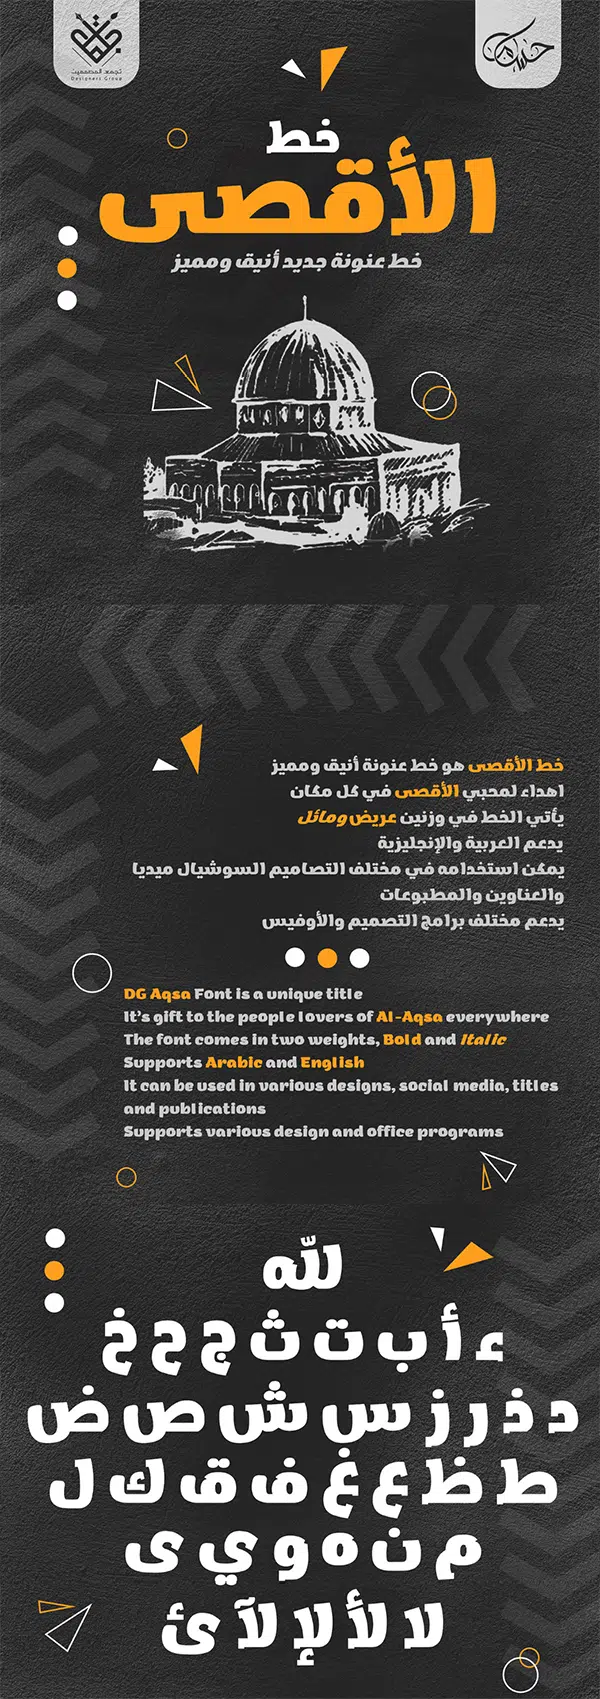 تجمع المصممين
Designers Group
حسام
خط
الأقصى
خط عنونة جديد أنيق ومميز
خط الأقصى هو خط عنونة أنيق ومميز
اهداء لمحبي الأقصى في كل مكان
يأتي الخط في وزنين عريض ومائل
يدعم العربية والإنجليزية
يمكن استخدامه في مختلف التصاميم السوشيال ميديا
والعناوين والمطبوعات
يدعم مختلف برامج التصميم والأوفيس
DG Aqsa Font is a unique title
It's gift to the people lovers of Al-Aqsa everywhere
The font comes in two weights, Bold and Italic
Supports Arabic and English
It can be used in various designs, social media, titles
and publications
Supports various design and office programs
لله
ء أ ب ت ث ج ح خ
د ذ ر ز س ش ص ض
ط ظ ع غ ف ق ك ل
م ن ه و ي ى
لا لأ لإ لآ ئ